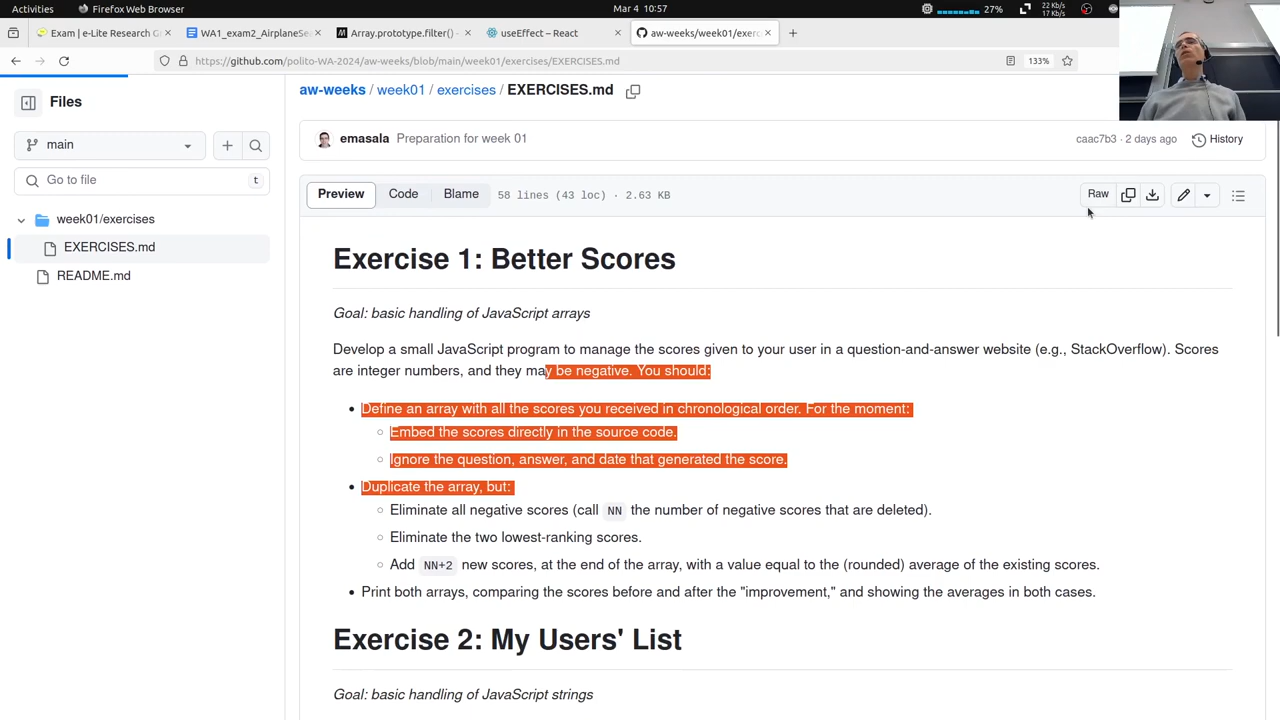 Activities
Firefox Web Browser
Mar 4 10:57
27%
22 Kb/s
17 Kb/s
Exam | e-Lite Research G
WA1_exam2_AirplaneSe
Array.prototype.filter() -
useEffect – React
aw-weeks/week01/exerc
https://github.com/polito-WA-2024/aw-weeks/blob/main/week01/exercises/EXERCISES.md
133%
Files
main
Go to file
t
week01/exercises
EXERCISES.md
README.md
aw-weeks / week01 / exercises / EXERCISES.md
emasala Preparation for week 01
caac7b3 · 2 days ago
History
Preview
Code
Blame
58 lines (43 loc) · 2.63 KB
Raw
Exercise 1: Better Scores
Goal: basic handling of JavaScript arrays
Develop a small JavaScript program to manage the scores given to your user in a question-and-answer website (e.g., StackOverflow). Scores
are integer numbers, and they may be negative. You should:
Define an array with all the scores you received in chronological order. For the moment:
Embed the scores directly in the source code.
Ignore the question, answer, and date that generated the score.
Duplicate the array, but:
Eliminate all negative scores (call NN the number of negative scores that are deleted).
Eliminate the two lowest-ranking scores.
Add NN+2 new scores, at the end of the array, with a value equal to the (rounded) average of the existing scores.
Print both arrays, comparing the scores before and after the "improvement," and showing the averages in both cases.
Exercise 2: My Users' List
Goal: basic handling of JavaScript strings